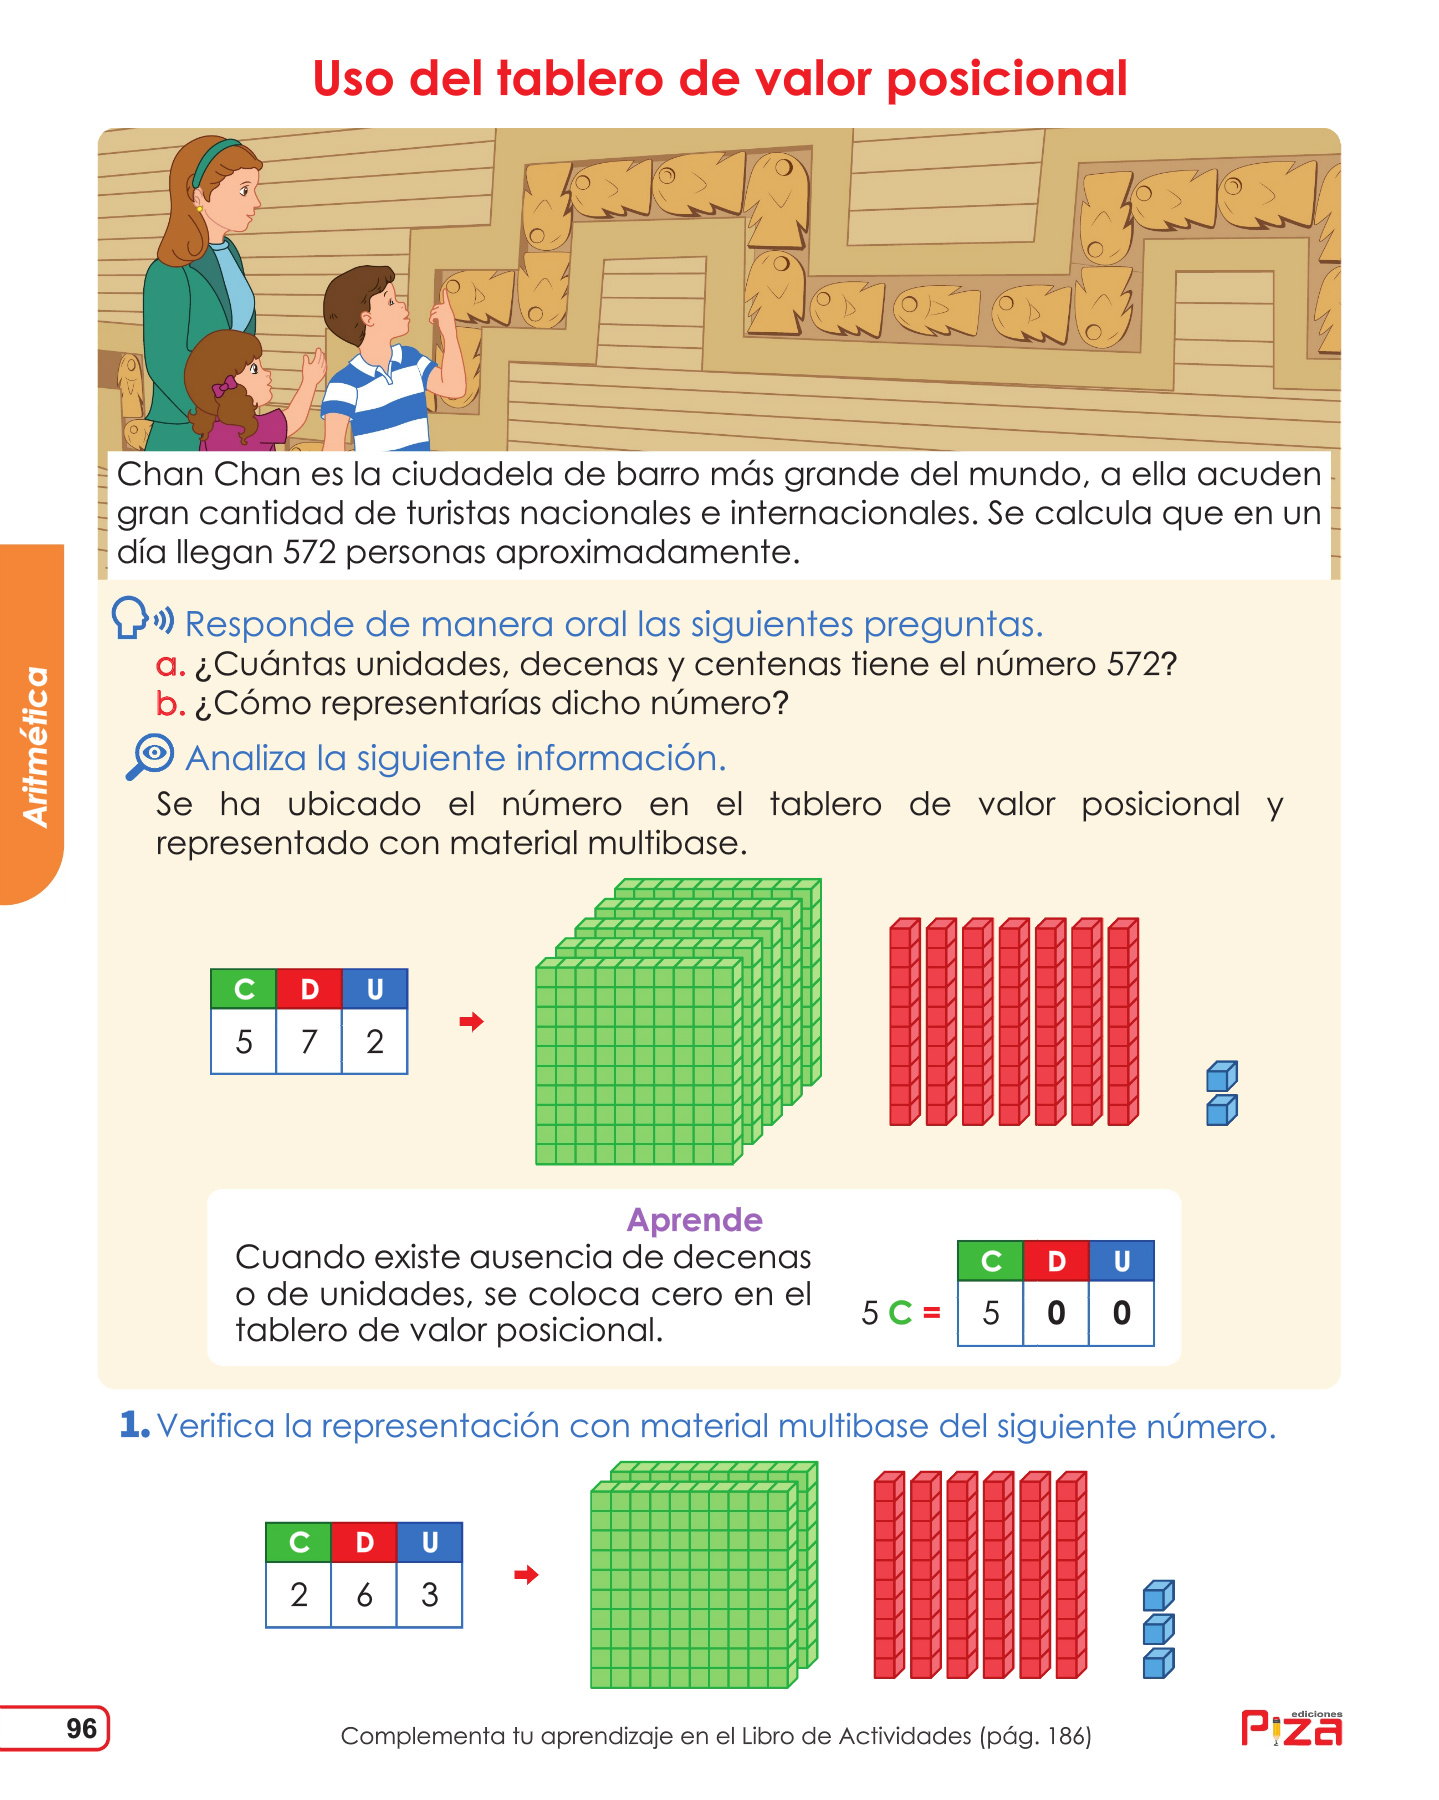 Uso del tablero de valor posicional
Chan Chan es la ciudadela de barro más grande del mundo, a ella acuden
gran cantidad de turistas nacionales e internacionales. Se calcula que en un
día llegan 572 personas aproximadamente.
Responde de manera oral las siguientes preguntas.
a. ¿Cuántas unidades, decenas y centenas tiene el número 572?
b. ¿Cómo representarías dicho número?
Aritmética
Analiza la siguiente información.
Se ha ubicado el número en el tablero de valor posicional y
representado con material multibase.
C D U
5 7 2
Aprende
Cuando existe ausencia de decenas
o de unidades, se coloca cero en el
tablero de valor posicional.
C D U
5 C = 5 0 0
1. Verifica la representación con material multibase del siguiente número.
C D U
2 6 3
96
Complementa tu aprendizaje en el Libro de Actividades (pág. 186)
ediciones
Piza